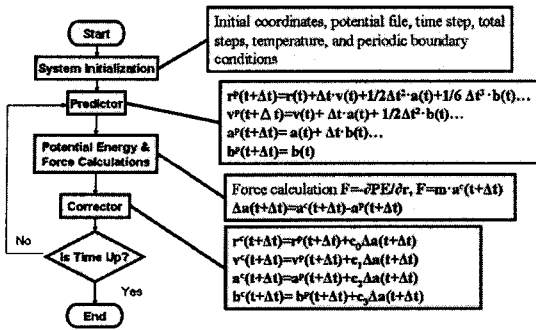 Start
Initial coordinates, potential file, time step, total
steps, temperature, and periodic boundary
conditions
System Initialization
Predictor
rᵖ(t+Δt)=r(t)+Δt·v(t)+1/2Δt²·a(t)+1/6 Δt³·b(t)...
vᵖ(t+Δt)=v(t)+ Δt·a(t)+ 1/2Δt²·b(t)...
aᵖ(t+Δt)= a(t)+ Δt·b(t)...
bᵖ(t+Δt)= b(t)
Potential Energy &
Force Calculations
Force calculation F=-∂PE/∂r, F=m·aᶜ(t+Δt)
Δa(t+Δt)=aᶜ(t+Δt)-aᵖ(t+Δt)
Corrector
rᶜ(t+Δt)=rᵖ(t+Δt)+c₀Δa(t+Δt)
vᶜ(t+Δt)=vᵖ(t+Δt)+c₁Δa(t+Δt)
aᶜ(t+Δt)=aᵖ(t+Δt)+c₂Δa(t+Δt)
bᶜ(t+Δt)= bᵖ(t+Δt)+c₃Δa(t+Δt)
No
Is Time Up?
Yes
End